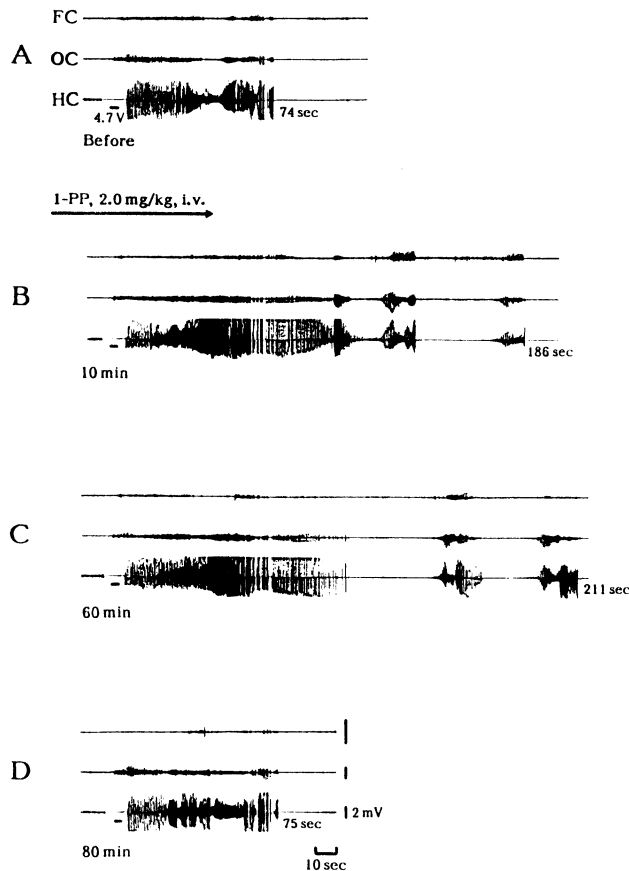 FC
A
OC
HC
4.7 V
74 sec
Before
1-PP, 2.0 mg/kg, i.v.
B
186 sec
10 min
C
211 sec
60 min
D
75 sec
2 mV
80 min
10 sec